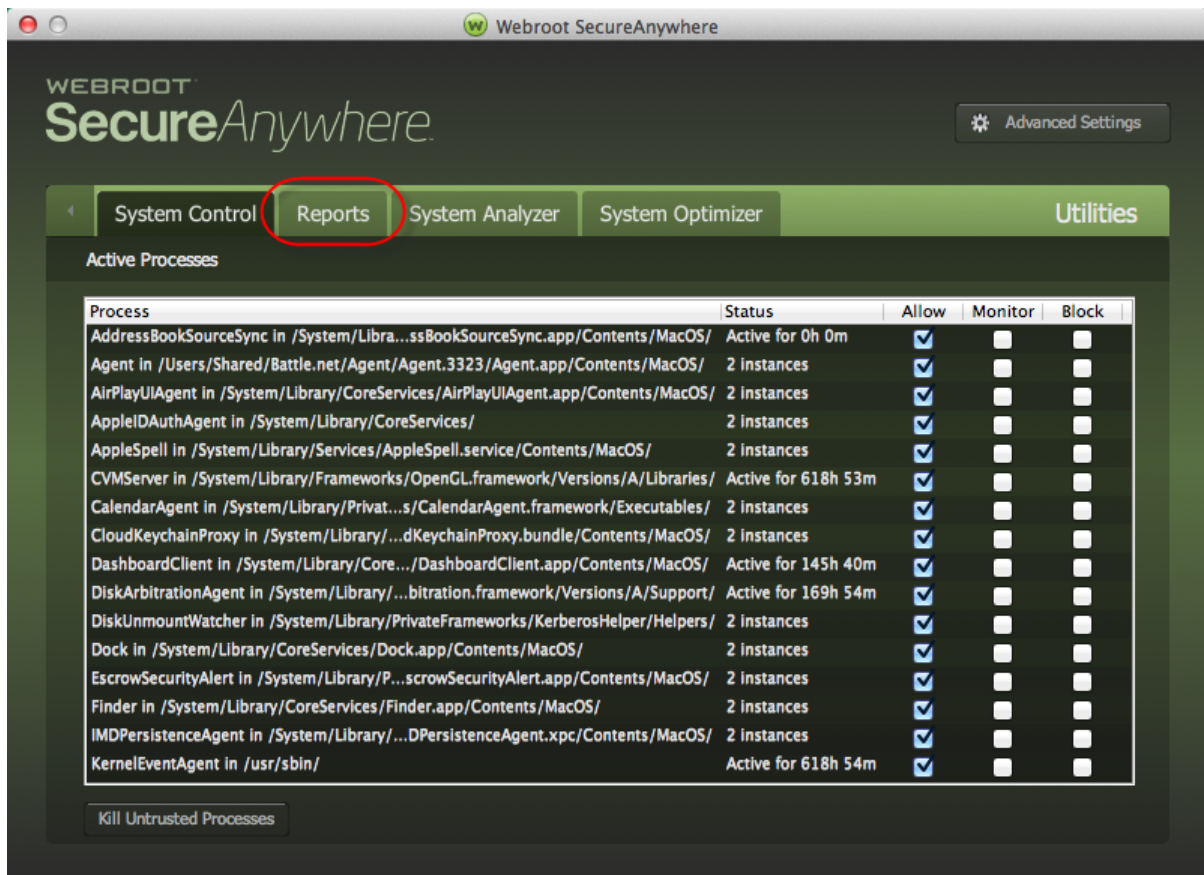 Webroot SecureAnywhere
WEBROOT
SecureAnywhere
Advanced Settings
System Control Reports System Analyzer System Optimizer Utilities
Active Processes
Process Status Allow Monitor Block
AddressBookSourceSync in /System/Libra...ssBookSourceSync.app/Contents/MacOS/ Active for 0h 0m
Agent in /Users/Shared/Battle.net/Agent/Agent.3323/Agent.app/Contents/MacOS/ 2 instances
AirPlayUIAgent in /System/Library/CoreServices/AirPlayUIAgent.app/Contents/MacOS/ 2 instances
AppleIDAuthAgent in /System/Library/CoreServices/ 2 instances
AppleSpell in /System/Library/Services/AppleSpell.service/Contents/MacOS/ 2 instances
CVMServer in /System/Library/Frameworks/OpenGL.framework/Versions/A/Libraries/ Active for 618h 53m
CalendarAgent in /System/Library/Privat...s/CalendarAgent.framework/Executables/ 2 instances
CloudKeychainProxy in /System/Library/...dKeychainProxy.bundle/Contents/MacOS/ 2 instances
DashboardClient in /System/Library/Core.../DashboardClient.app/Contents/MacOS/ Active for 145h 40m
DiskArbitrationAgent in /System/Library/...bitration.framework/Versions/A/Support/ Active for 169h 54m
DiskUnmountWatcher in /System/Library/PrivateFrameworks/KerberosHelper/Helpers/ 2 instances
Dock in /System/Library/CoreServices/Dock.app/Contents/MacOS/ 2 instances
EscrowSecurityAlert in /System/Library/P...scrowSecurityAlert.app/Contents/MacOS/ 2 instances
Finder in /System/Library/CoreServices/Finder.app/Contents/MacOS/ 2 instances
IMDPersistenceAgent in /System/Library/...DPersistenceAgent.xpc/Contents/MacOS/ 2 instances
KernelEventAgent in /usr/sbin/ Active for 618h 54m
Kill Untrusted Processes